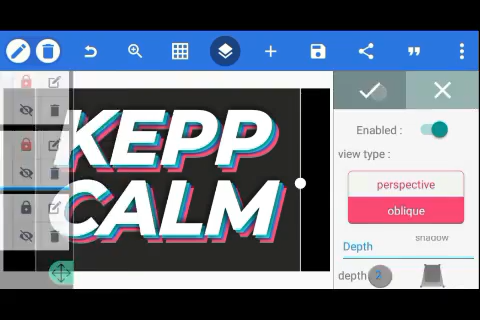 KEPP
CALM
Enabled :
view type :
perspective
oblique
shadow
Depth
depth 2